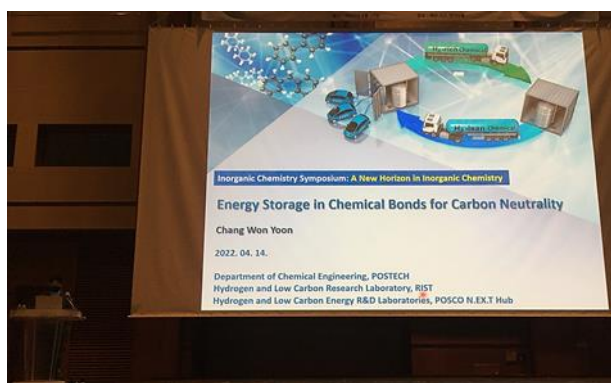 Chemical
Inorganic Chemistry Symposium: A New Horizon in Inorganic Chemistry
Energy Storage in Chemical Bonds for Carbon Neutrality
Chang Won Yoon
2022. 04. 14.
Department of Chemical Engineering, POSTECH
Hydrogen and Low Carbon Research Laboratory, RIST
Hydrogen and Low Carbon Energy R&D Laboratories, POSCO N.EX.T Hub